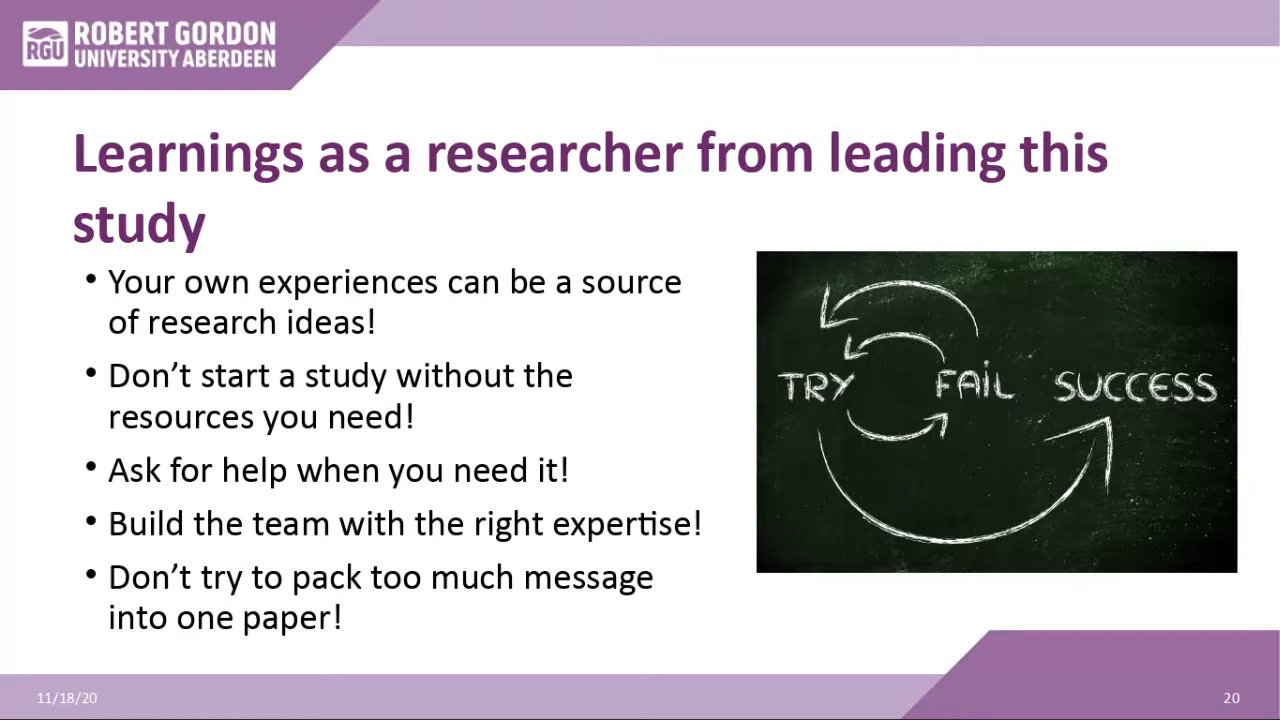 RGU
ROBERT GORDON
UNIVERSITY ABERDEEN
Learnings as a researcher from leading this
study
• Your own experiences can be a source
of research ideas!
• Don’t start a study without the
resources you need!
• Ask for help when you need it!
• Build the team with the right expertise!
• Don’t try to pack too much message
into one paper!
TRY FAIL SUCCESS
11/18/20
20